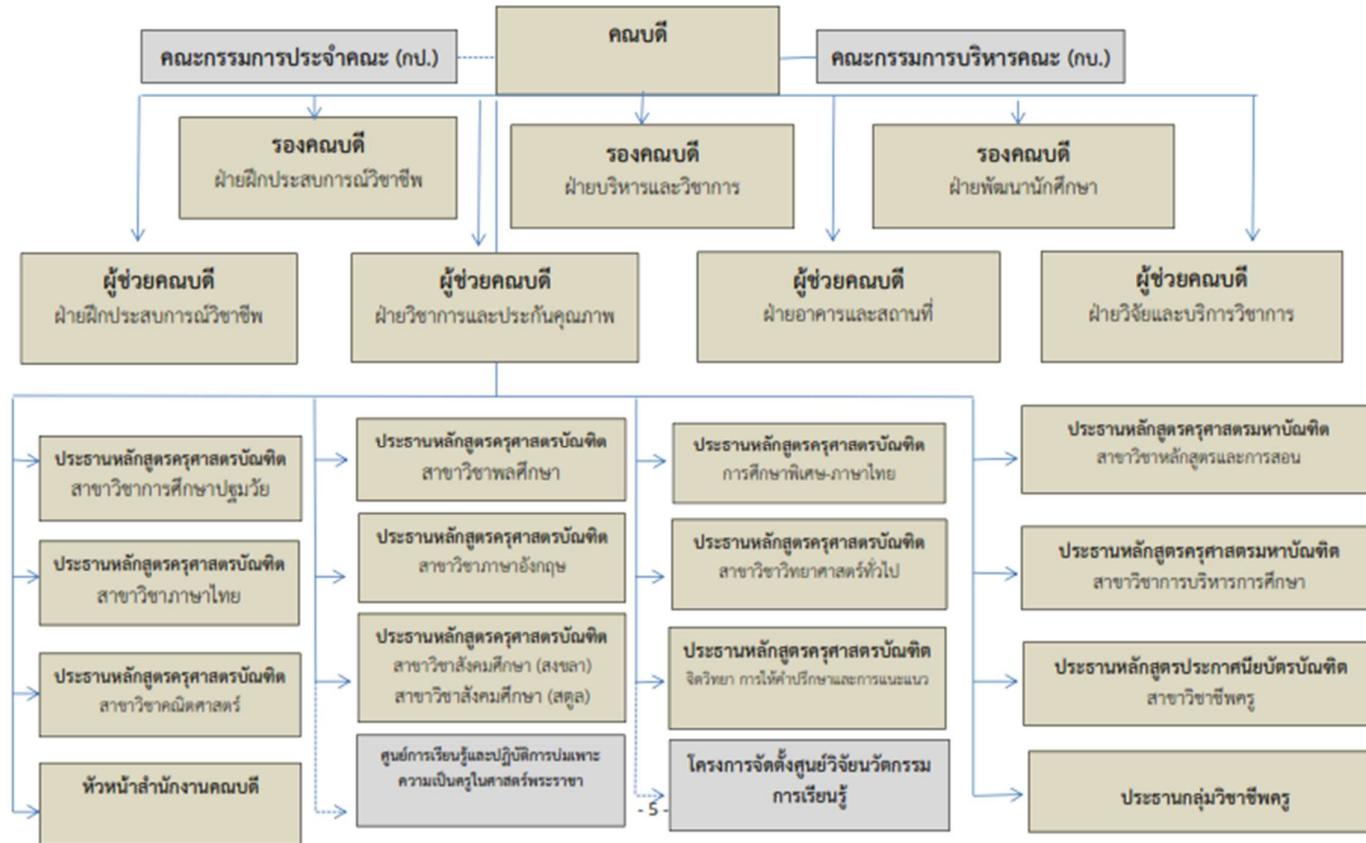 คณบดี
คณะกรรมการประจำคณะ (กป.)
คณะกรรมการบริหารคณะ (กบ.)
รองคณบดี
ฝ่ายฝึกประสบการณ์วิชาชีพ
รองคณบดี
ฝ่ายบริหารและวิชาการ
รองคณบดี
ฝ่ายพัฒนานักศึกษา
ผู้ช่วยคณบดี
ฝ่ายฝึกประสบการณ์วิชาชีพ
ผู้ช่วยคณบดี
ฝ่ายวิชาการและประกันคุณภาพ
ผู้ช่วยคณบดี
ฝ่ายอาคารและสถานที่
ผู้ช่วยคณบดี
ฝ่ายวิจัยและบริการวิชาการ
ประธานหลักสูตรครุศาสตรบัณฑิต
สาขาวิชาการศึกษาปฐมวัย
ประธานหลักสูตรครุศาสตรบัณฑิต
สาขาวิชาพลศึกษา
ประธานหลักสูตรครุศาสตรบัณฑิต
การศึกษาพิเศษ-ภาษาไทย
ประธานหลักสูตรครุศาสตรมหาบัณฑิต
สาขาวิชาหลักสูตรและการสอน
ประธานหลักสูตรครุศาสตรบัณฑิต
สาขาวิชาภาษาไทย
ประธานหลักสูตรครุศาสตรบัณฑิต
สาขาวิชาภาษาอังกฤษ
ประธานหลักสูตรครุศาสตรบัณฑิต
สาขาวิชาวิทยาศาสตร์ทั่วไป
ประธานหลักสูตรครุศาสตรมหาบัณฑิต
สาขาวิชาการบริหารการศึกษา
ประธานหลักสูตรครุศาสตรบัณฑิต
สาขาวิชาคณิตศาสตร์
ประธานหลักสูตรครุศาสตรบัณฑิต
สาขาวิชาสังคมศึกษา (สงขลา)
สาขาวิชาสังคมศึกษา (สตูล)
ประธานหลักสูตรครุศาสตรบัณฑิต
จิตวิทยา การให้คำปรึกษาและการแนะแนว
ประธานหลักสูตรประกาศนียบัตรบัณฑิต
สาขาวิชาชีพครู
หัวหน้าสำนักงานคณบดี
ศูนย์การเรียนรู้และปฏิบัติการบ่มเพาะ
ความเป็นครูในศาสตร์พระราชา
โครงการจัดตั้งศูนย์วิจัยนวัตกรรม
การเรียนรู้
ประธานกลุ่มวิชาชีพครู
- 5 -